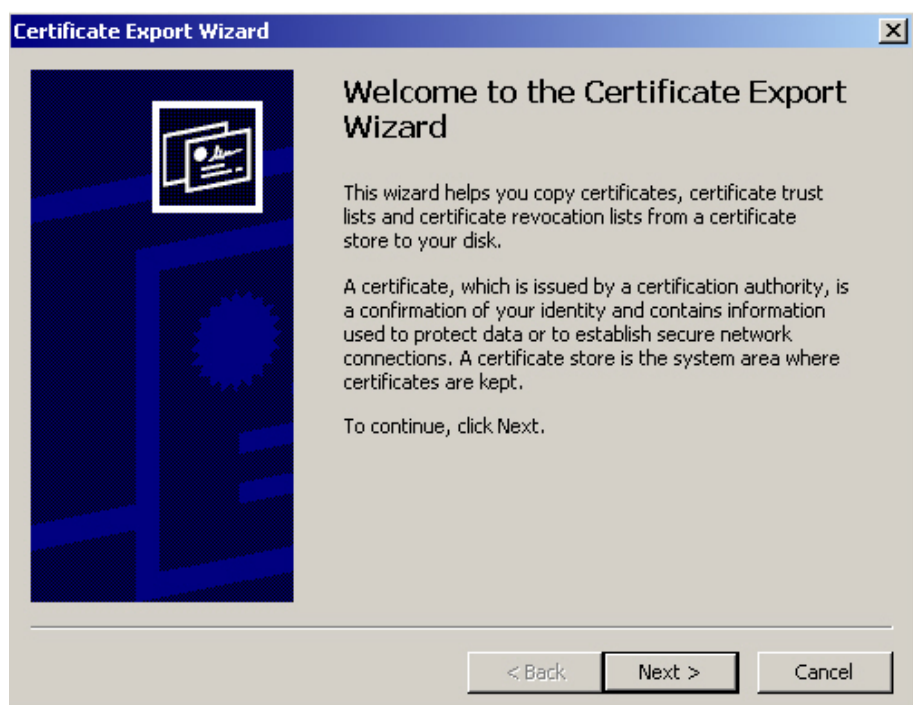 Certificate Export Wizard
Welcome to the Certificate Export
Wizard
This wizard helps you copy certificates, certificate trust
lists and certificate revocation lists from a certificate
store to your disk.
A certificate, which is issued by a certification authority, is
a confirmation of your identity and contains information
used to protect data or to establish secure network
connections. A certificate store is the system area where
certificates are kept.
To continue, click Next.
< Back Next > Cancel